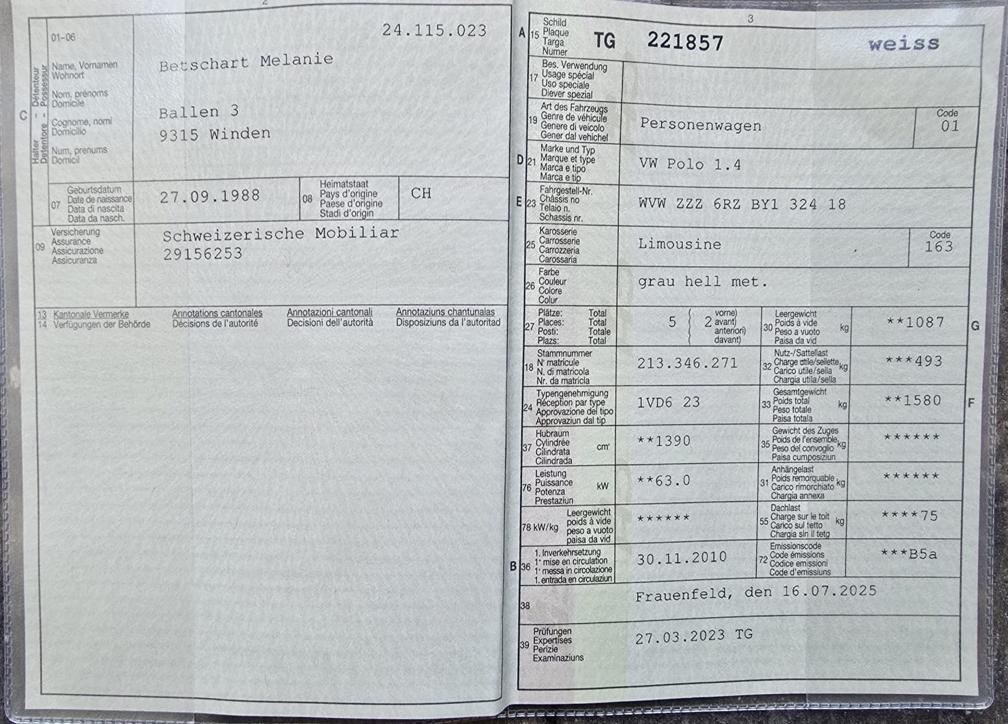 2
01-06
24.115.023
C
Halter - Détenteur
Detentore - Possessur
Name, Vornamen
Wohnort
Nom, prénoms
Domicile
Cognome, nomi
Domicilio
Num, prenums
Domicil
Betschart Melanie
Ballen 3
9315 Winden
07
Geburtsdatum
Date de naissance
Data di nascita
Data da nasch.
27.09.1988
08
Heimatstaat
Pays d'origine
Paese d'origine
Stadi d'origin
CH
09
Versicherung
Assurance
Assicurazione
Assicuranza
Schweizerische Mobiliar
29156253
13 Kantonale Vermerke
14 Verfügungen der Behörde
Annotations cantonales
Décisions de l'autorité
Annotazioni cantonali
Decisioni dell'autorità
Annotaziuns chantunalas
Disposiziuns da l'autoritad
3
A 15
Schild
Plaque
Targa
Numer
TG 221857 weiss
17
Bes. Verwendung
Usage spécial
Uso speciale
Diever spezial
19
Art des Fahrzeugs
Genre de véhicule
Genere di veicolo
Gener dal vehichel
Personenwagen
Code
01
D 21
Marke und Typ
Marque et type
Marca e tipo
Marca e tip
VW Polo 1.4
E 23
Fahrgestell-Nr.
Châssis no
Telaio n.
Schassis nr.
WVW ZZZ 6RZ BY1 324 18
25
Karosserie
Carrosserie
Carrozzeria
Carossaria
Limousine
Code
163
26
Farbe
Couleur
Colore
Colur
grau hell met.
27
Plätze: Total
Places: Total
Posti: Totale
Plazs: Total
5
2
vorne)
avant)
anteriori)
davant)
30
Leergewicht
Poids à vide
Peso a vuoto
Paisa da vid
kg
**1087
G
18
Stammnummer
N° matricule
N. di matricola
Nr. da matricla
213.346.271
32
Nutz-/Sattellast
Charge utile/sellette
Carico utile/sella
Chargia utila/sella
kg
***493
24
Typengenehmigung
Réception par type
Approvazione del tipo
Approvaziun dal tip
1VD6 23
33
Gesamtgewicht
Poids total
Peso totale
Paisa totala
kg
**1580
F
37
Hubraum
Cylindrée
Cilindrata
Cilindrada
cm³
**1390
35
Gewicht des Zuges
Poids de l'ensemble
Peso del convoglio
Paisa cumposiziun
kg
******
76
Leistung
Puissance
Potenza
Prestaziun
kW
**63.0
31
Anhängelast
Poids remorquable
Carico rimorchiato
Chargia annexa
kg
******
78 kW/kg
Leergewicht
poids à vide
peso a vuoto
paisa da vid
******
55
Dachlast
Charge sur le toit
Carico sul tetto
Chargia sin il tetg
kg
****75
B 36
1. Inverkehrsetzung
1ʳᵉ mise en circulation
1ª messa in circolazione
1. entrada en circulaziun
30.11.2010
72
Emissionscode
Code émissions
Codice emissioni
Code d'emissiuns
***B5a
38
Frauenfeld, den 16.07.2025
39
Prüfungen
Expertises
Perizie
Examinaziuns
27.03.2023 TG